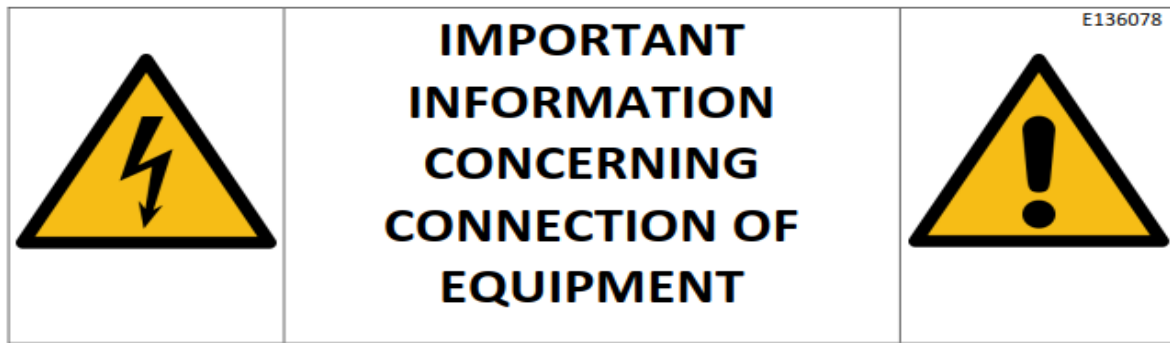 E136078
IMPORTANT
INFORMATION
CONCERNING
CONNECTION OF
EQUIPMENT